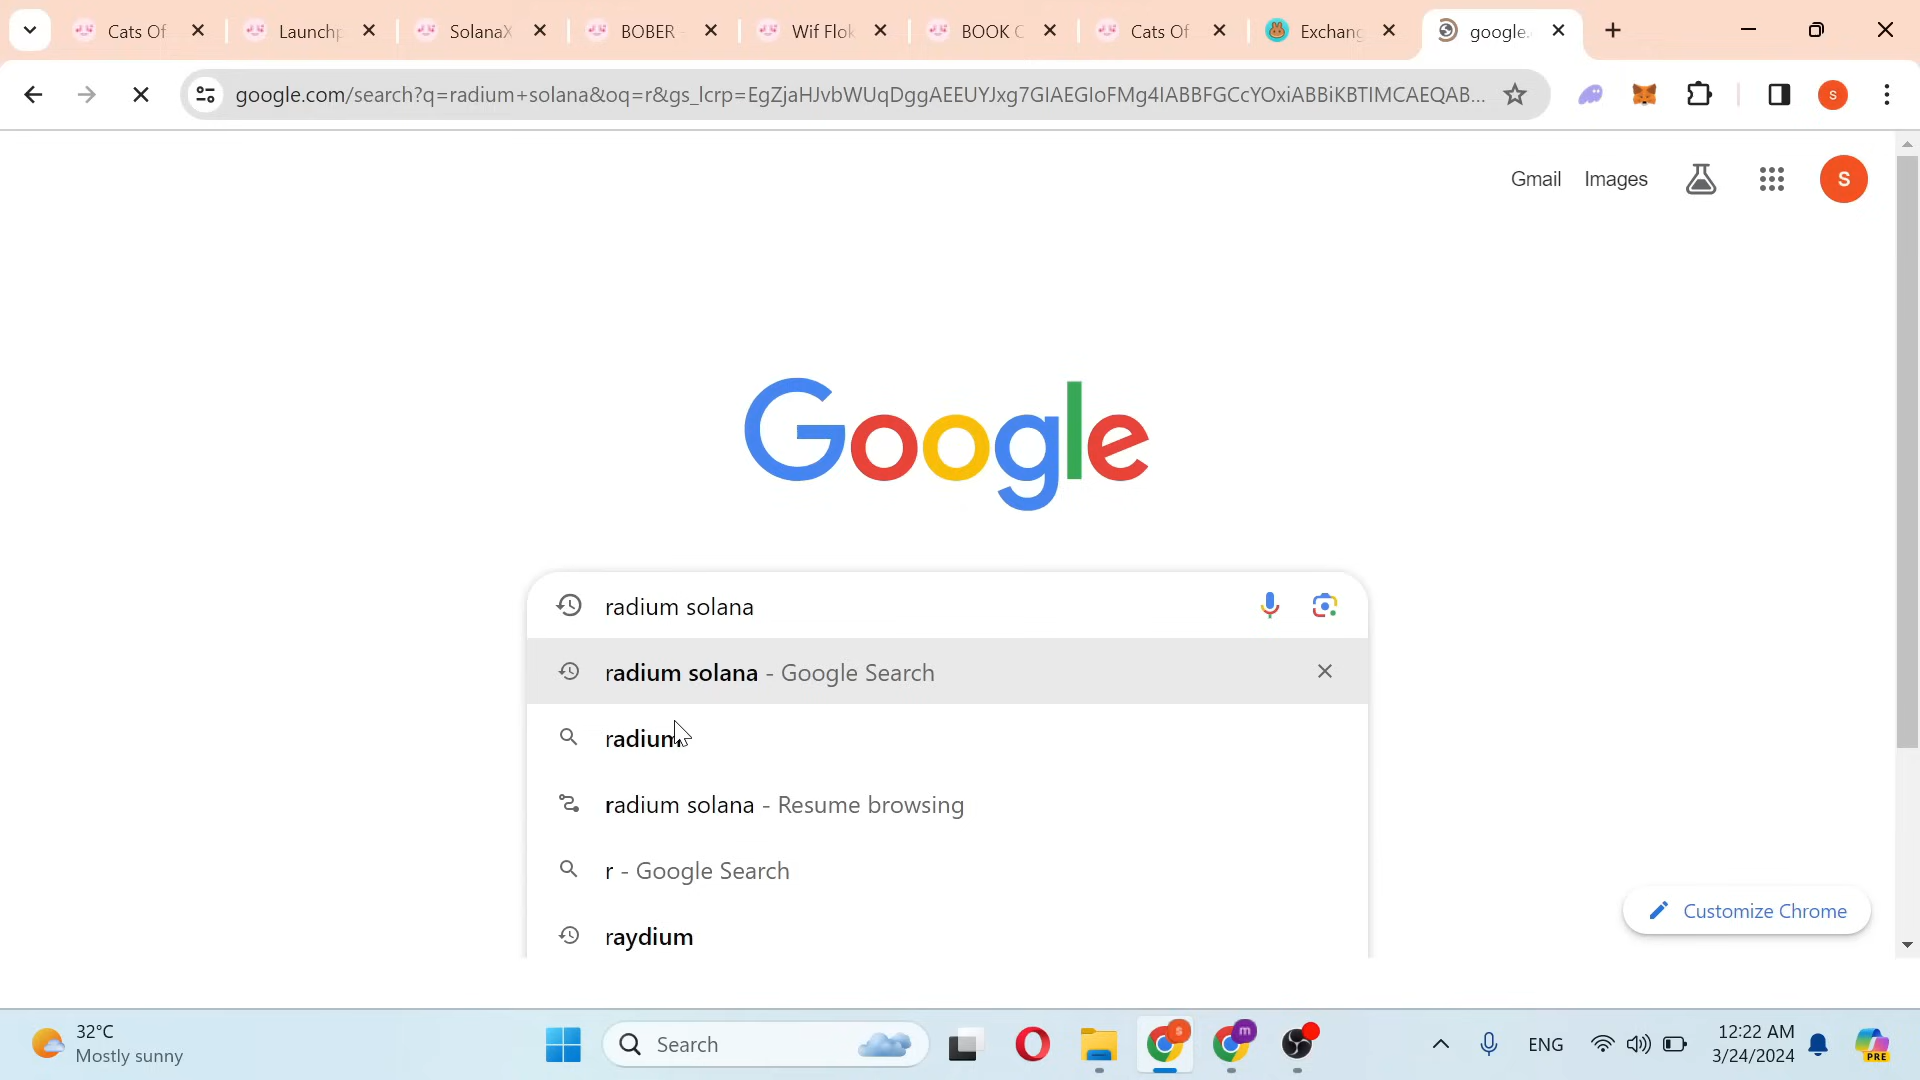 Cats Of
Launchp
SolanaX
BOBER
Wif Flok
BOOK C
Cats Of
Exchang
google.
google.com/search?q=radium+solana&oq=r&gs_lcrp=EgZjaHJvbWUqDggAEEUYJxg7GIAEGIoFMg4IABBFGCcYOxiABBiKBTIMCAEQAB...
S
Gmail
Images
S
Google
radium solana
radium solana - Google Search
radium
radium solana - Resume browsing
r - Google Search
raydium
Customize Chrome
32°C
Mostly sunny
Search
s
m
ENG
12:22 AM
3/24/2024
PRE